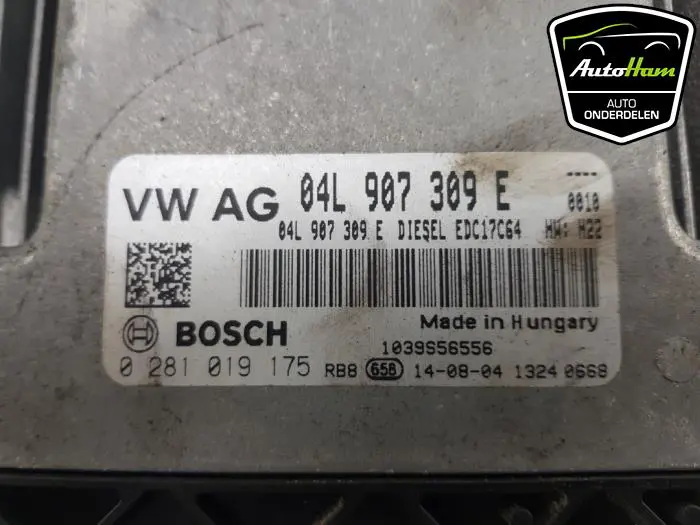 AutoHam
AUTO
ONDERDELEN
VW AG 04L 907 309 E
----
0010
04L 907 309 E DIESEL EDC17C64 HW: H22
Made in Hungary
BOSCH
1039S56556
0 281 019 175 RB8 658 14-08-04 1324 0668